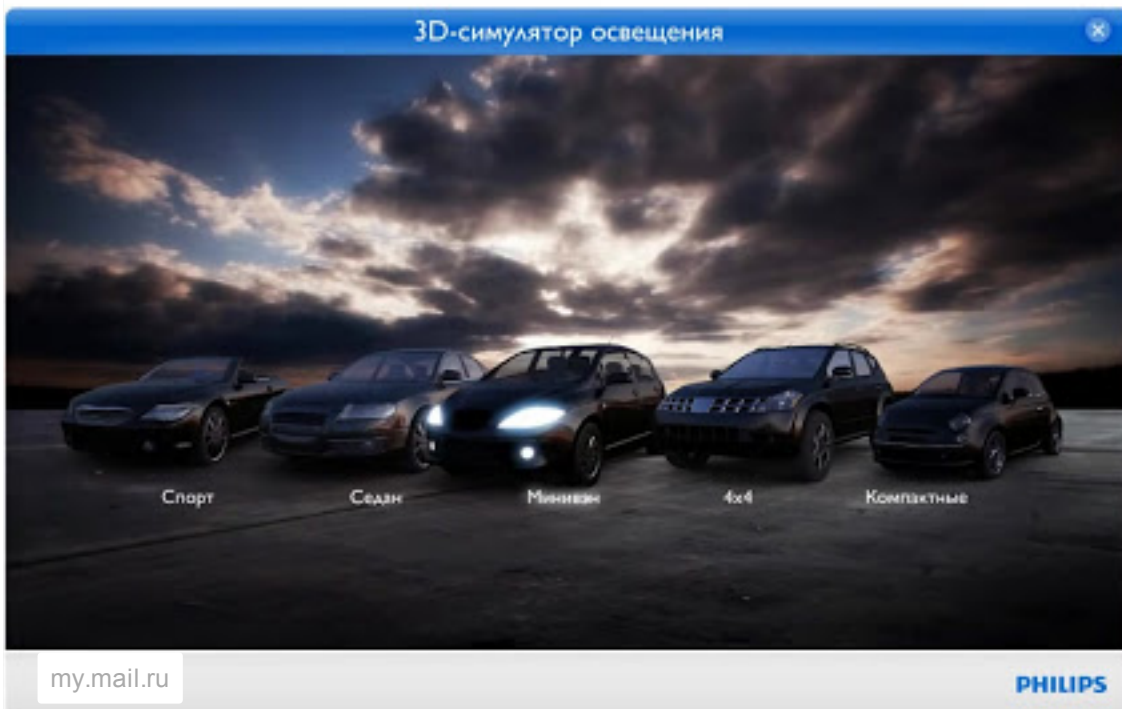 3D-симулятор освещения
Спорт Седан Минивэн 4x4 Компактные
my.mail.ru
PHILIPS